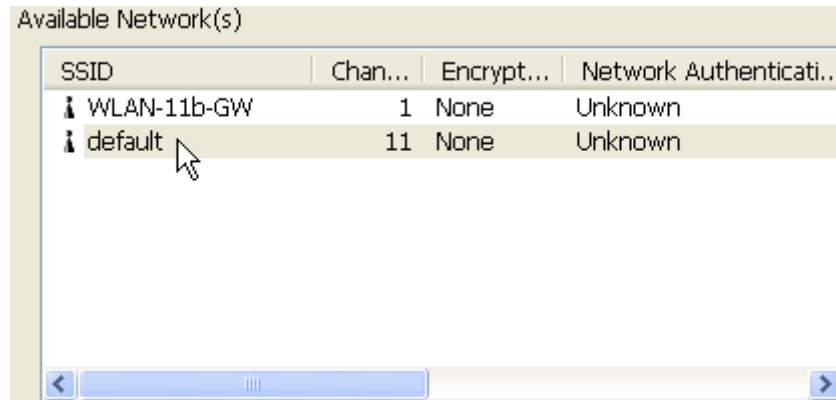 Available Network(s)
SSID Chan... Encrypt... Network Authenticati...
WLAN-11b-GW 1 None Unknown
default 11 None Unknown